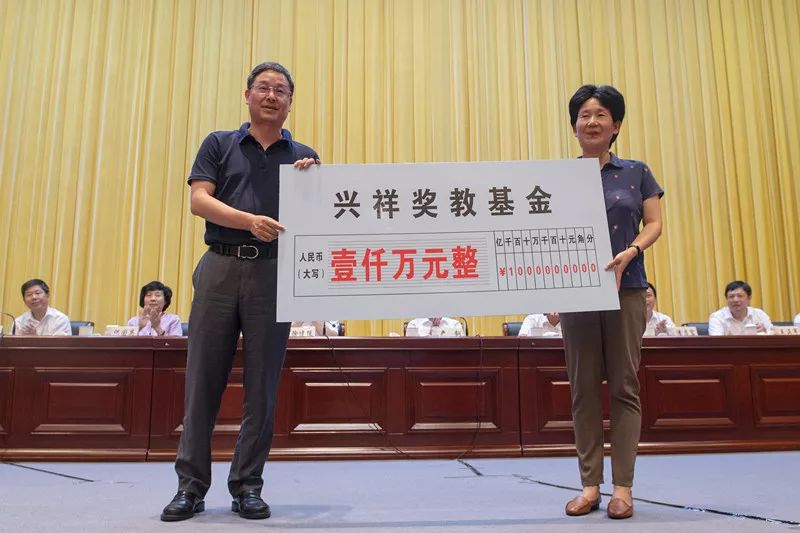 兴祥奖教基金
人民币
（大写）
壹仟万元整
亿千百十万千百十元角分
¥1000000000